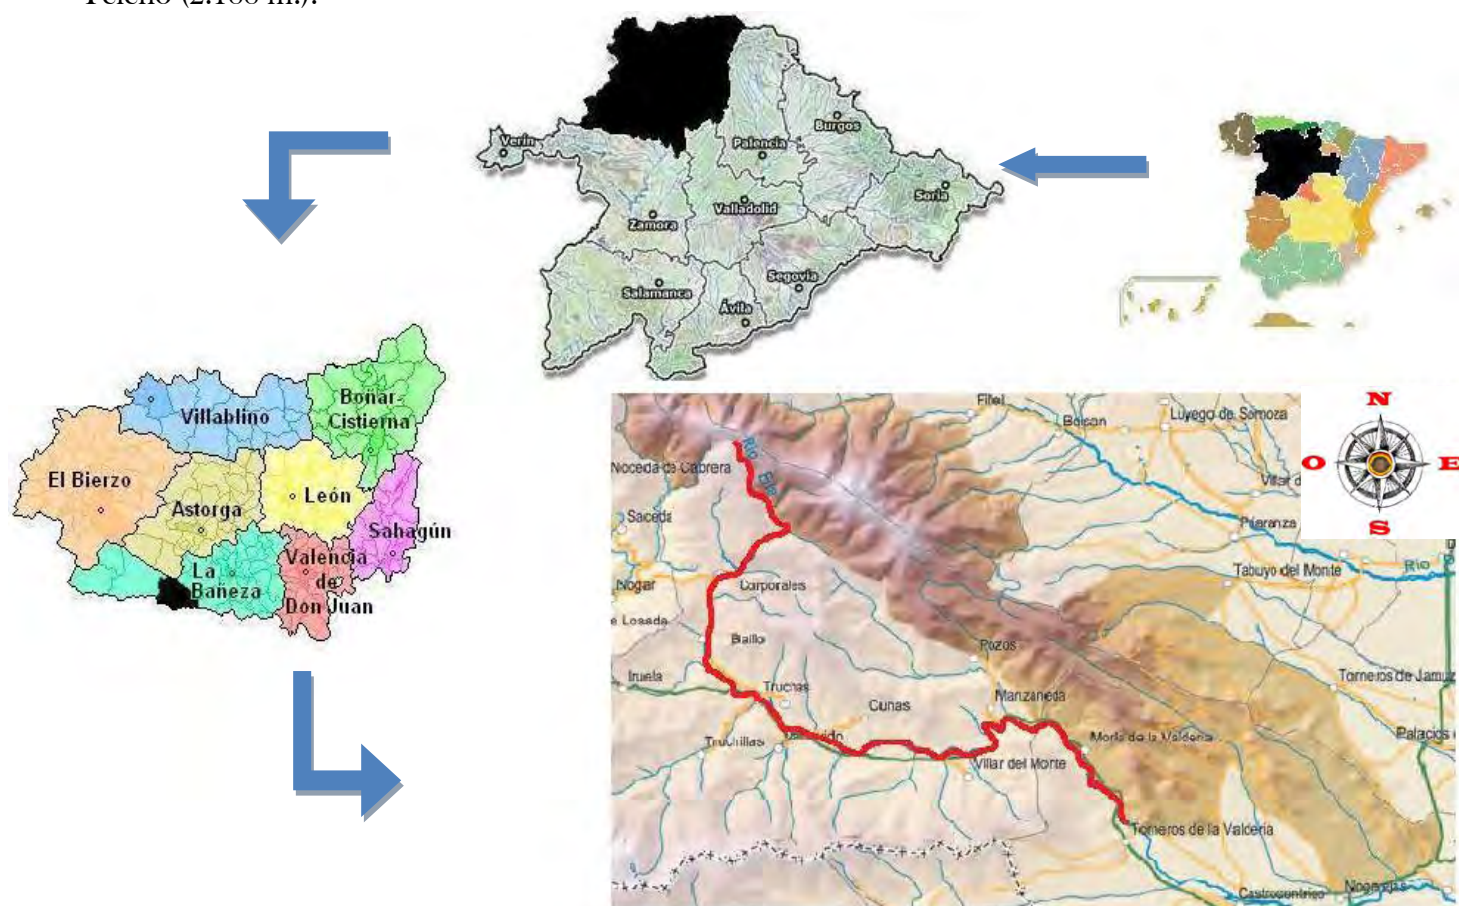 Verín
Burgos
Palencia
Soria
Valladolid
Zamora
Segovia
Salamanca
Ávila
Boñar-
Cistierna
Villablino
El Bierzo
León
Astorga
Sahagún
La
Bañeza
Valencia
de
Don Juan
N
O
E
S
Filiel
Boisan
Luyego de Somoza
Río Eria
Noceda de Cabrera
Villar d
Saceda
Priaranza
Río
Nogar
Corporales
Tabuyo del Monte
e Losada
Baillo
Pozos
Iruela
Truchas
Torneros de Jamuz
Manzaneda
Cunas
Truchillas
Morla de la Valdería
Palacios
Villar del Monte
Torneros de la Valdería
Castrocontrigo
Nogarejas